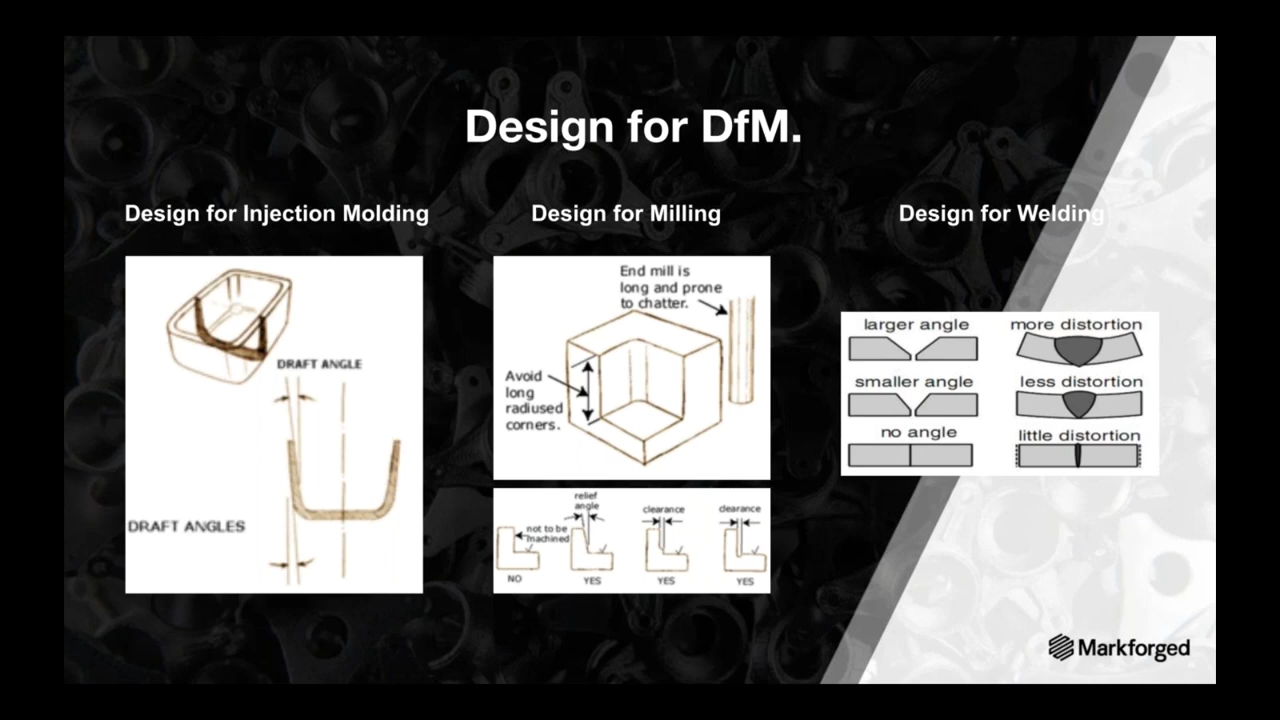 Design for DfM.
Design for Injection Molding
DRAFT ANGLE
DRAFT ANGLES
Design for Milling
End mill is
long and prone
to chatter.
Avoid
long
radiused
corners.
relief
angle
not to be
machined
clearance
clearance
NO
YES
YES
YES
Design for Welding
larger angle
more distortion
smaller angle
less distortion
no angle
little distortion
Markforged